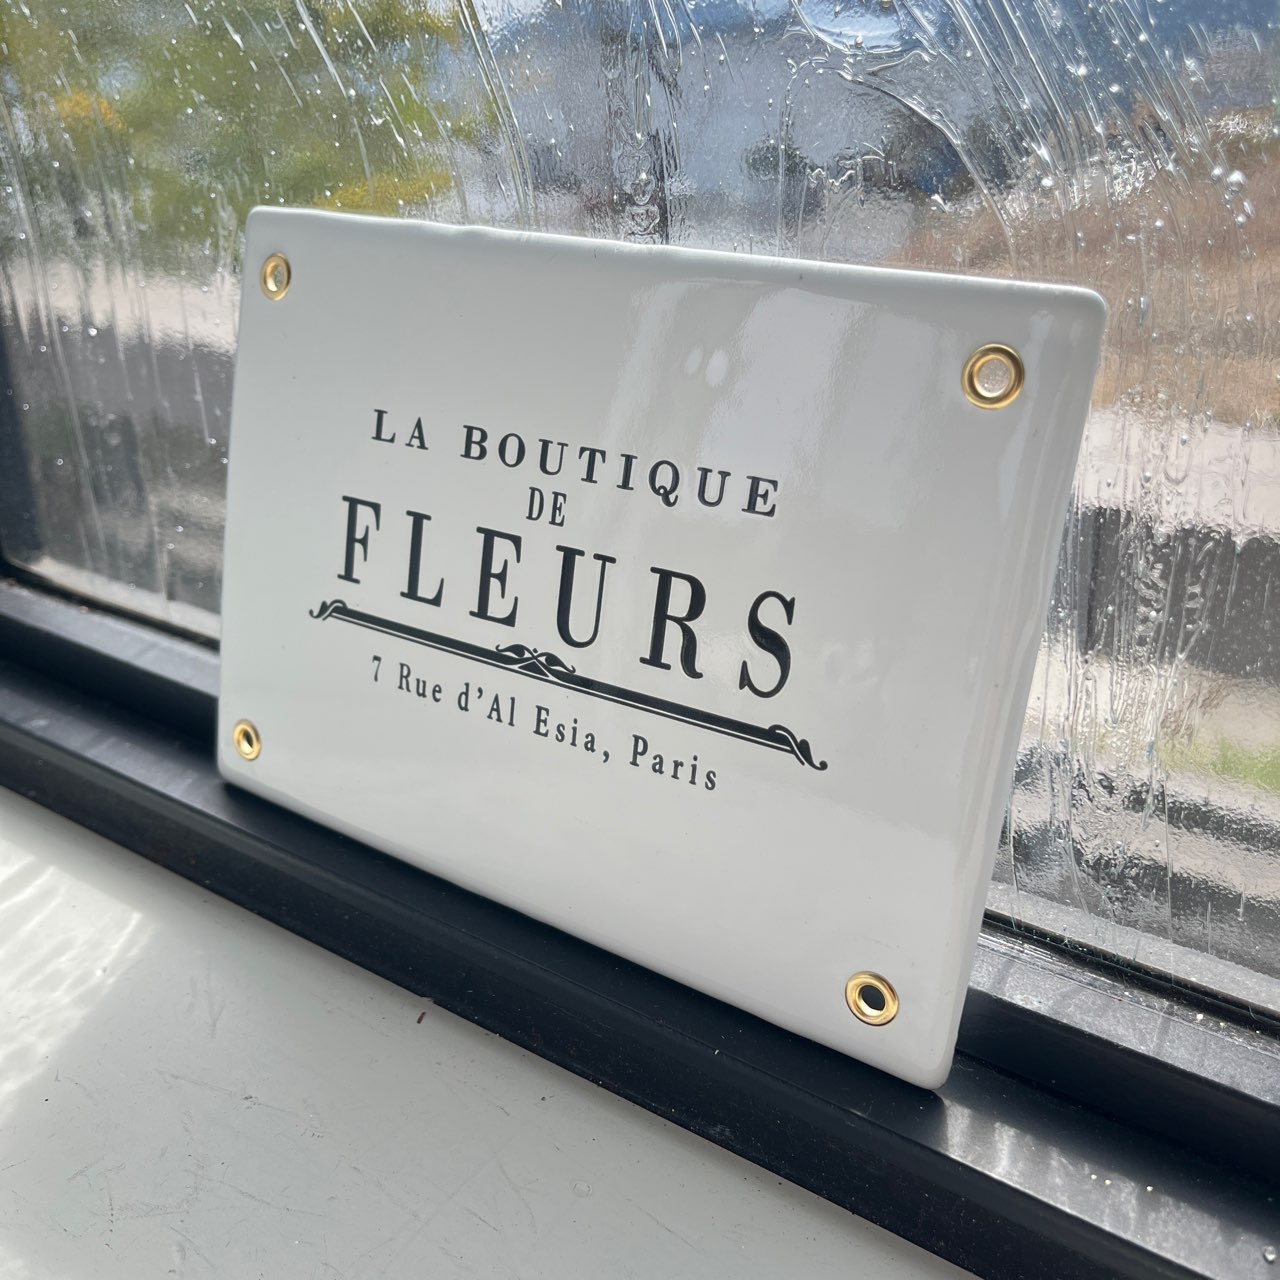 LA BOUTIQUE
DE
FLEURS
7 Rue d'Al Esia, Paris